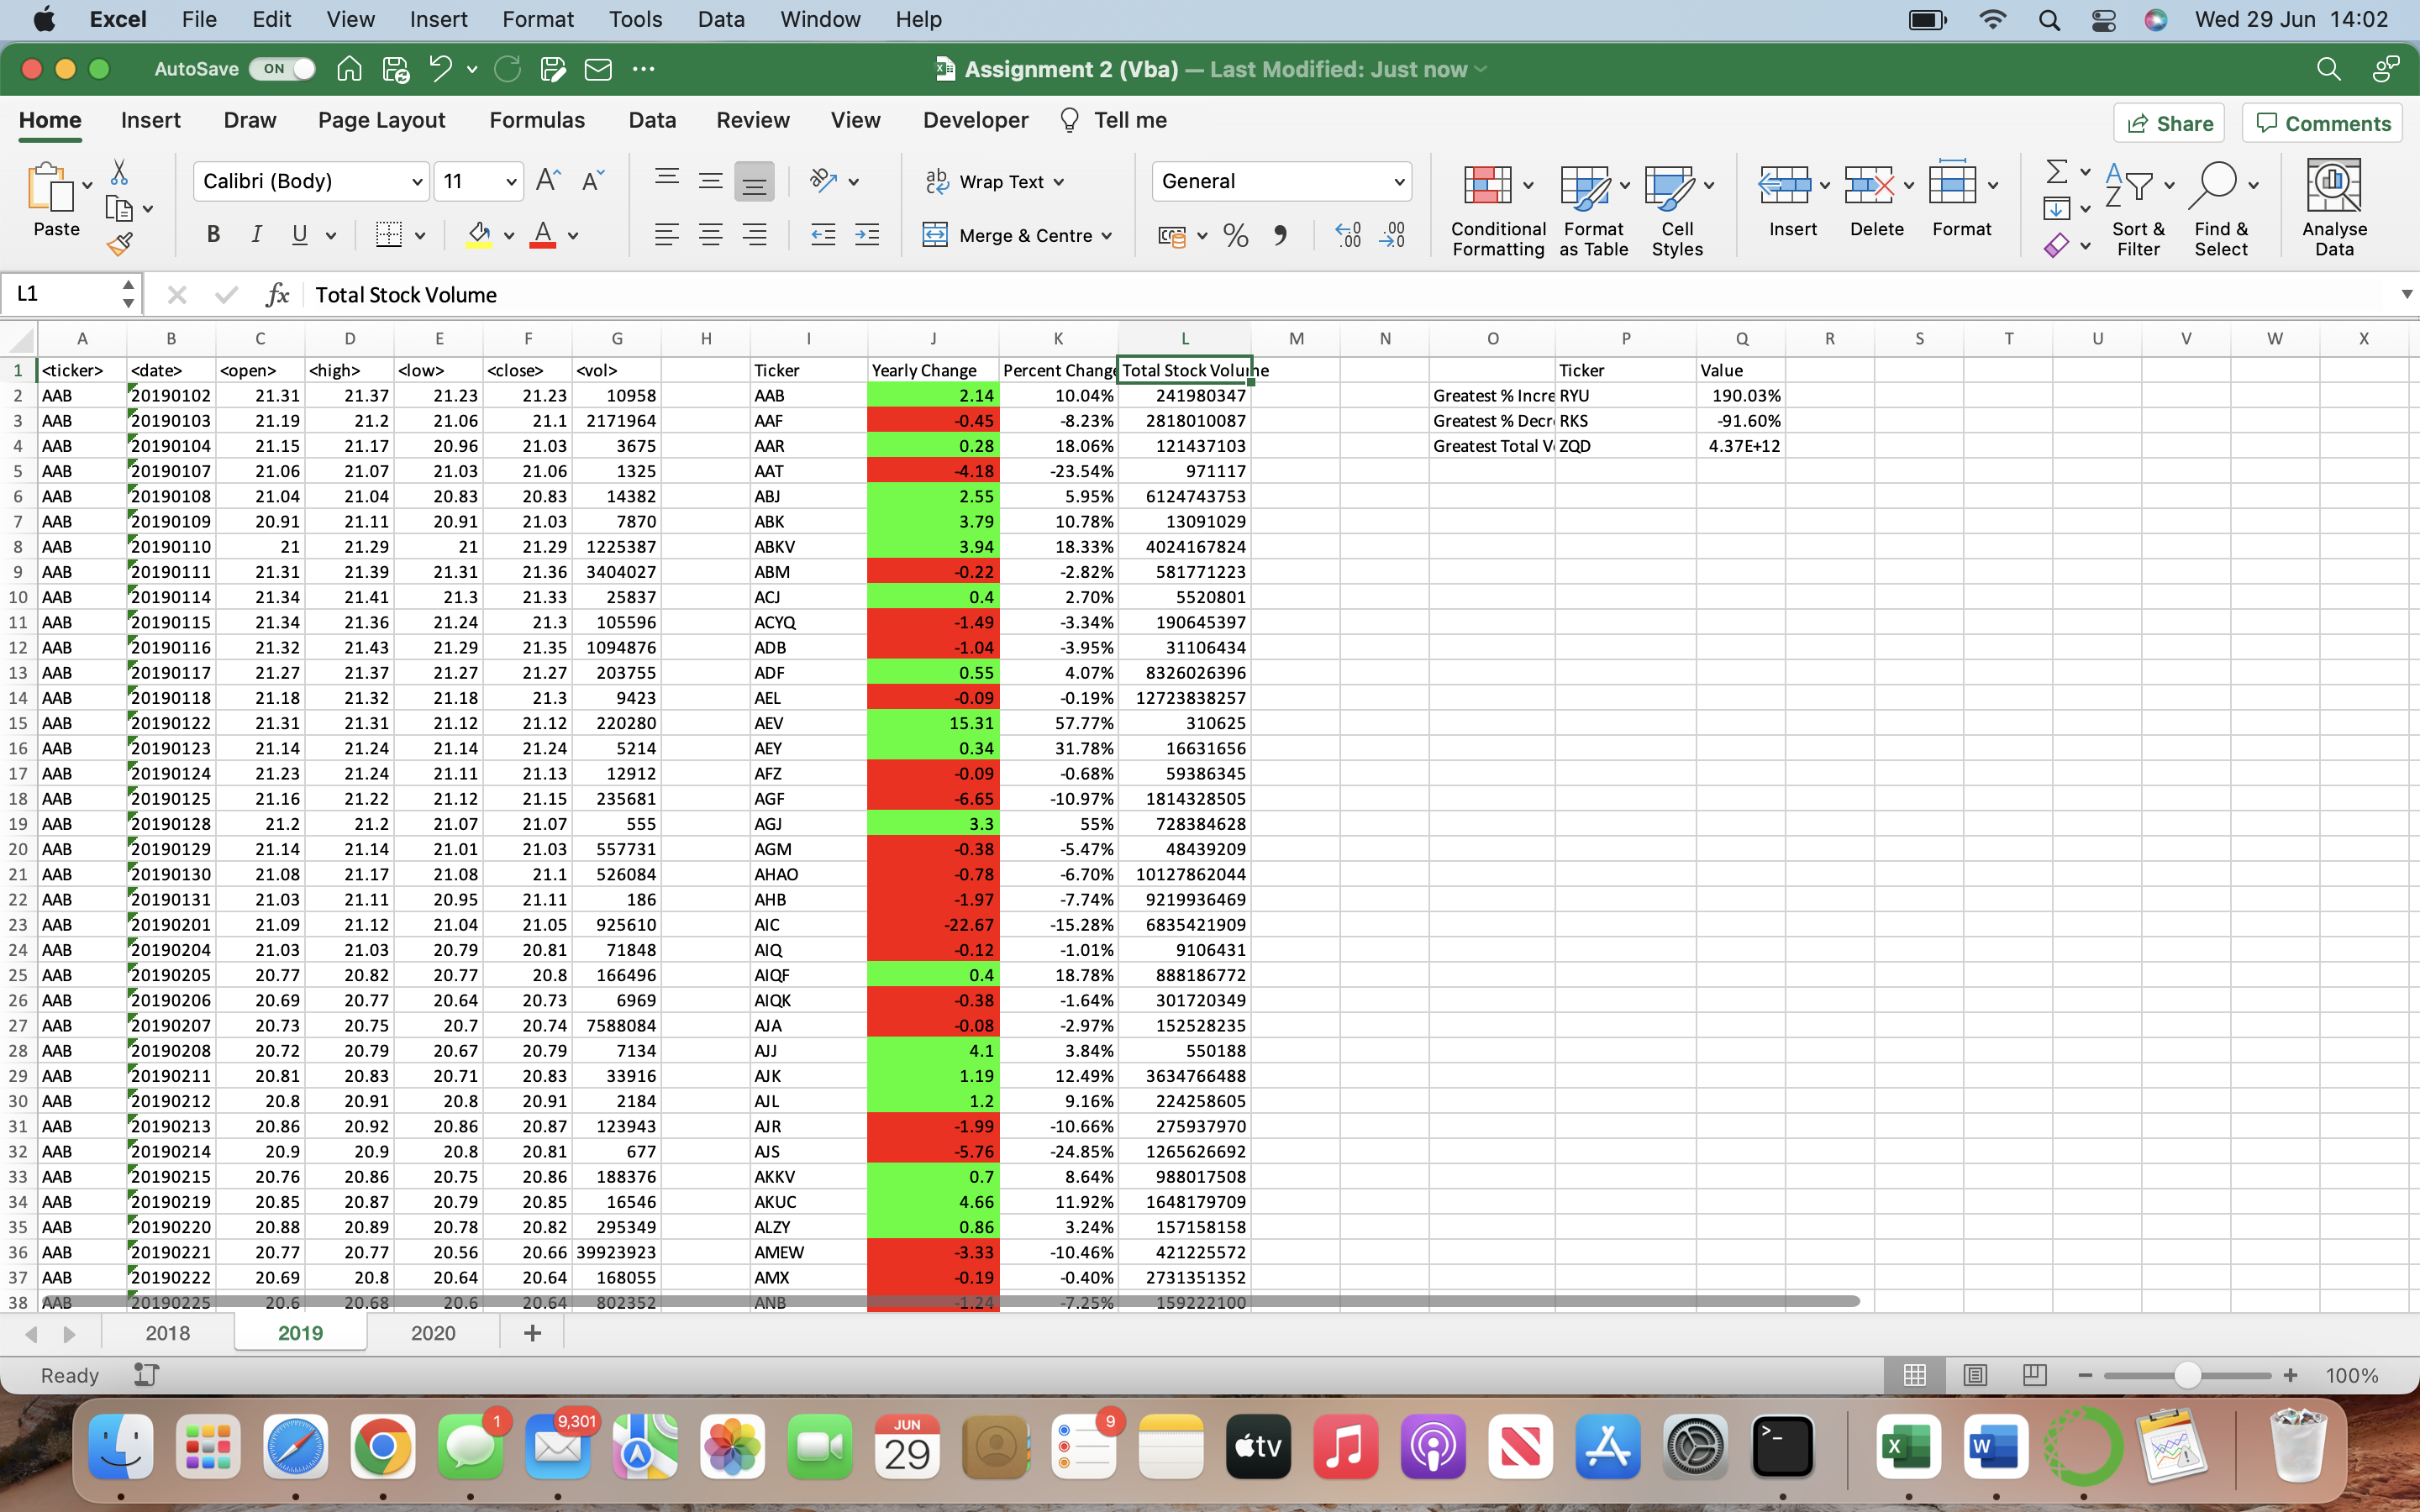 Excel File Edit View Insert Format Tools Data Window Help Wed 29 Jun 14:02
AutoSave ON Assignment 2 (Vba) — Last Modified: Just now
Home Insert Draw Page Layout Formulas Data Review View Developer Tell me Share Comments
Paste Calibri (Body) 11 Wrap Text General
B I U Merge & Centre
Conditional Formatting Format as Table Cell Styles Insert Delete Format Sort & Filter Find & Select Analyse Data
L1 fx Total Stock Volume
A B C D E F G H I J K L M N O P Q R S T U V W X
1 <ticker> <date> <open> <high> <low> <close> <vol> Ticker Yearly Change Percent Change Total Stock Volume Ticker Value
2 AAB 20190102 21.31 21.37 21.23 21.23 10958 AAB 2.14 10.04% 241980347 Greatest % Incre RYU 190.03%
3 AAB 20190103 21.19 21.2 21.06 21.1 2171964 AAF -0.45 -8.23% 2818010087 Greatest % Decr RKS -91.60%
4 AAB 20190104 21.15 21.17 20.96 21.03 3675 AAR 0.28 18.06% 121437103 Greatest Total V ZQD 4.37E+12
5 AAB 20190107 21.06 21.07 21.03 21.06 1325 AAT -4.18 -23.54% 971117
6 AAB 20190108 21.04 21.04 20.83 20.83 14382 ABJ 2.55 5.95% 6124743753
7 AAB 20190109 20.91 21.11 20.91 21.03 7870 ABK 3.79 10.78% 13091029
8 AAB 20190110 21 21.29 21 21.29 1225387 ABKV 3.94 18.33% 4024167824
9 AAB 20190111 21.31 21.39 21.31 21.36 3404027 ABM -0.22 -2.82% 581771223
10 AAB 20190114 21.34 21.41 21.3 21.33 25837 ACJ 0.4 2.70% 5520801
11 AAB 20190115 21.34 21.36 21.24 21.3 105596 ACYQ -1.49 -3.34% 190645397
12 AAB 20190116 21.32 21.43 21.29 21.35 1094876 ADB -1.04 -3.95% 31106434
13 AAB 20190117 21.27 21.37 21.27 21.27 203755 ADF 0.55 4.07% 8326026396
14 AAB 20190118 21.18 21.32 21.18 21.3 9423 AEL -0.09 -0.19% 12723838257
15 AAB 20190122 21.31 21.31 21.12 21.12 220280 AEV 15.31 57.77% 310625
16 AAB 20190123 21.14 21.24 21.14 21.24 5214 AEY 0.34 31.78% 16631656
17 AAB 20190124 21.23 21.24 21.11 21.13 12912 AFZ -0.09 -0.68% 59386345
18 AAB 20190125 21.16 21.22 21.12 21.15 235681 AGF -6.65 -10.97% 1814328505
19 AAB 20190128 21.2 21.2 21.07 21.07 555 AGJ 3.3 55% 728384628
20 AAB 20190129 21.14 21.14 21.01 21.03 557731 AGM -0.38 -5.47% 48439209
21 AAB 20190130 21.08 21.17 21.08 21.1 526084 AHAO -0.78 -6.70% 10127862044
22 AAB 20190131 21.03 21.11 20.95 21.11 186 AHB -1.97 -7.74% 9219936469
23 AAB 20190201 21.09 21.12 21.04 21.05 925610 AIC -22.67 -15.28% 6835421909
24 AAB 20190204 21.03 21.03 20.79 20.81 71848 AIQ -0.12 -1.01% 9106431
25 AAB 20190205 20.77 20.82 20.77 20.8 166496 AIQF 0.4 18.78% 888186772
26 AAB 20190206 20.69 20.77 20.64 20.73 6969 AIQK -0.38 -1.64% 301720349
27 AAB 20190207 20.73 20.75 20.7 20.74 7588084 AJA -0.08 -2.97% 152528235
28 AAB 20190208 20.72 20.79 20.67 20.79 7134 AJJ 4.1 3.84% 550188
29 AAB 20190211 20.81 20.83 20.71 20.83 33916 AJK 1.19 12.49% 3634766488
30 AAB 20190212 20.8 20.91 20.8 20.91 2184 AJL 1.2 9.16% 224258605
31 AAB 20190213 20.86 20.92 20.86 20.87 123943 AJR -1.99 -10.66% 275937970
32 AAB 20190214 20.9 20.9 20.8 20.81 677 AJS -5.76 -24.85% 1265626692
33 AAB 20190215 20.76 20.86 20.75 20.86 188376 AKKV 0.7 8.64% 988017508
34 AAB 20190219 20.85 20.87 20.79 20.85 16546 AKUC 4.66 11.92% 1648179709
35 AAB 20190220 20.88 20.89 20.78 20.82 295349 ALZY 0.86 3.24% 157158158
36 AAB 20190221 20.77 20.77 20.56 20.66 39923923 AMEW -3.33 -10.46% 421225572
37 AAB 20190222 20.69 20.8 20.64 20.64 168055 AMX -0.19 -0.40% 2731351352
38 AAB 20190225 20.6 20.68 20.6 20.64 802352 ANB -1.24 -7.25% 159222100
2018 2019 2020 +
Ready 100%
1 9,301 JUN 29 9 tv X W